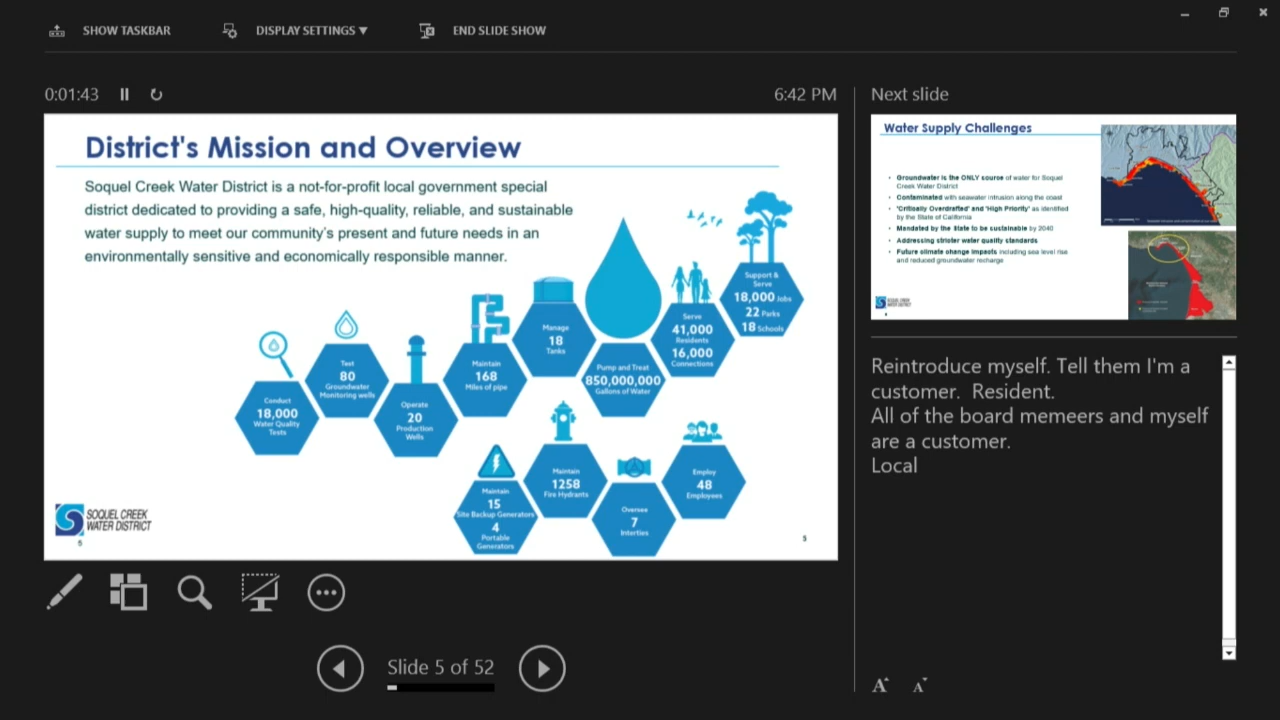 SHOW TASKBAR
DISPLAY SETTINGS ▼
END SLIDE SHOW
0:01:43
6:42 PM
District's Mission and Overview
Soquel Creek Water District is a not-for-profit local government special
district dedicated to providing a safe, high-quality, reliable, and sustainable
water supply to meet our community's present and future needs in an
environmentally sensitive and economically responsible manner.
Conduct
18,000
Water Quality
Tests
Test
80
Groundwater
Monitoring wells
Operate
20
Production
Wells
Maintain
168
Miles of pipe
Manage
18
Tanks
Pump and Treat
850,000,000
Gallons of Water
Serve
41,000
Residents
16,000
Connections
Support &
Serve
18,000 Jobs
22 Parks
18 Schools
Maintain
15
Site Backup Generators
4
Portable
Generators
Maintain
1258
Fire Hydrants
Oversee
7
Interties
Employ
48
Employees
SOQUEL CREEK
WATER DISTRICT
5
5
Slide 5 of 52
Next slide
Water Supply Challenges
• Groundwater is the ONLY source of water for Soquel
Creek Water District
• Contaminated with seawater intrusion along the coast
• 'Critically Overdrafted' and 'High Priority' as identified
by the State of California
• Mandated by the State to be sustainable by 2040
• Addressing stricter water quality standards
• Future climate change impacts including sea level rise
and reduced groundwater recharge
SOQUEL CREEK
WATER DISTRICT
Reintroduce myself. Tell them I'm a
customer. Resident.
All of the board memeers and myself
are a customer.
Local
A A